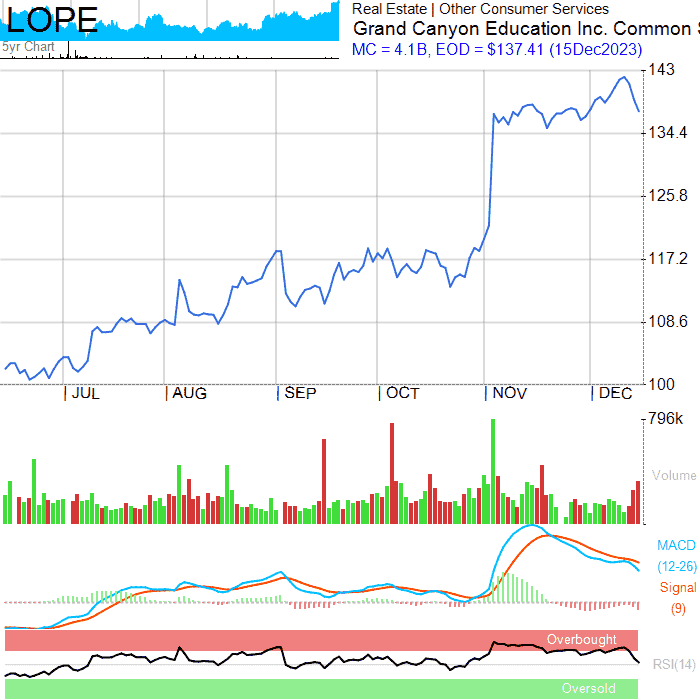 LOPE
5yr Chart
Real Estate | Other Consumer Services
Grand Canyon Education Inc. Common S
MC = 4.1B, EOD = $137.41 (15Dec2023)
143
134.4
125.8
117.2
108.6
100
JUL AUG SEP OCT NOV DEC
796k
Volume
MACD
(12-26)
Signal
(9)
Overbought
RSI(14)
Oversold